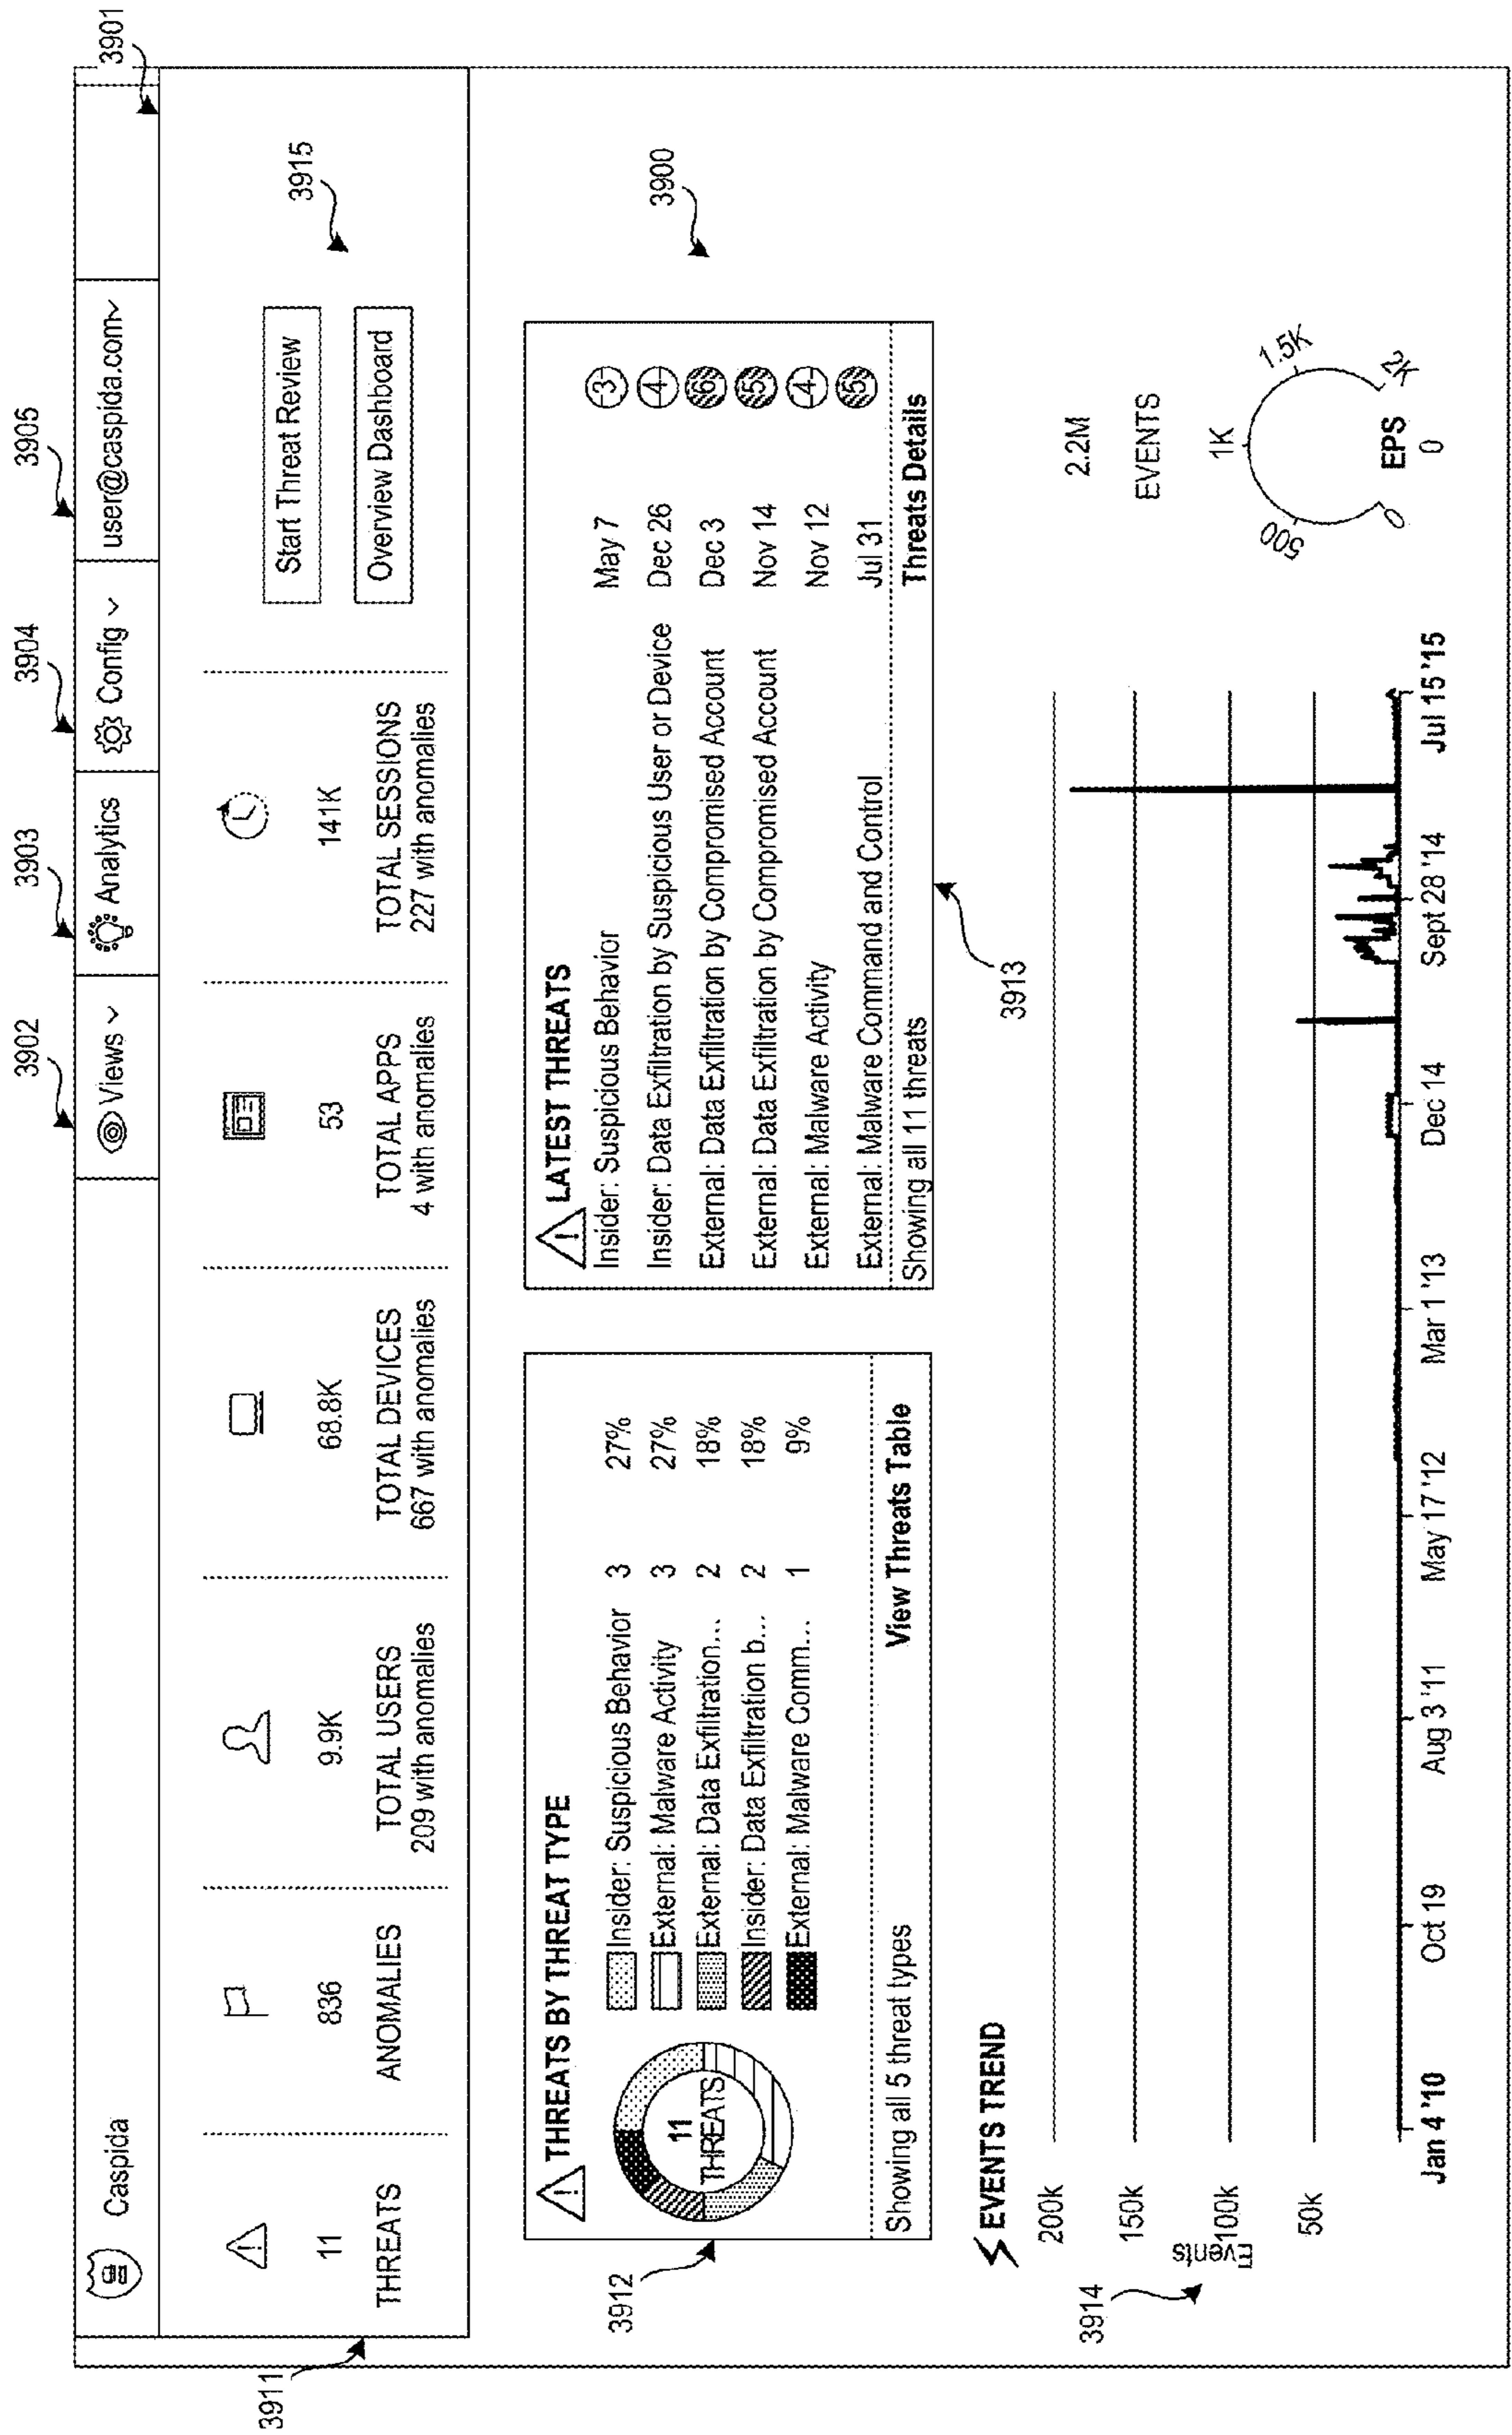 3902
3903
3904
3905
3901
Caspida
Views
Analytics
Config
user@caspida.com
3911
11
THREATS
836
ANOMALIES
9.9K
TOTAL USERS
209 with anomalies
68.8K
TOTAL DEVICES
667 with anomalies
53
TOTAL APPS
4 with anomalies
141K
TOTAL SESSIONS
227 with anomalies
Start Threat Review
Overview Dashboard
3915
3912
THREATS BY THREAT TYPE
11
THREATS
Insider: Suspicious Behavior 3 27%
External: Malware Activity 3 27%
External: Data Exfiltration... 2 18%
Insider: Data Exfiltration b... 2 18%
External: Malware Comm... 1 9%
Showing all 5 threat types View Threats Table
LATEST THREATS
Insider: Suspicious Behavior May 7 3
Insider: Data Exfiltration by Suspicious User or Device Dec 26 4
External: Data Exfiltration by Compromised Account Dec 3 6
External: Data Exfiltration by Compromised Account Nov 14 5
External: Malware Activity Nov 12 4
External: Malware Command and Control Jul 31 5
Showing all 11 threats Threats Details
3913
3900
EVENTS TREND
3914
Events
200k
150k
100k
50k
Jan 4 '10 Oct 19 Aug 3 '11 May 17 '12 Mar 1 '13 Dec 14 Sept 28 '14 Jul 15 '15
2.2M
EVENTS
0 500 1K 1.5K 2K
EPS
0